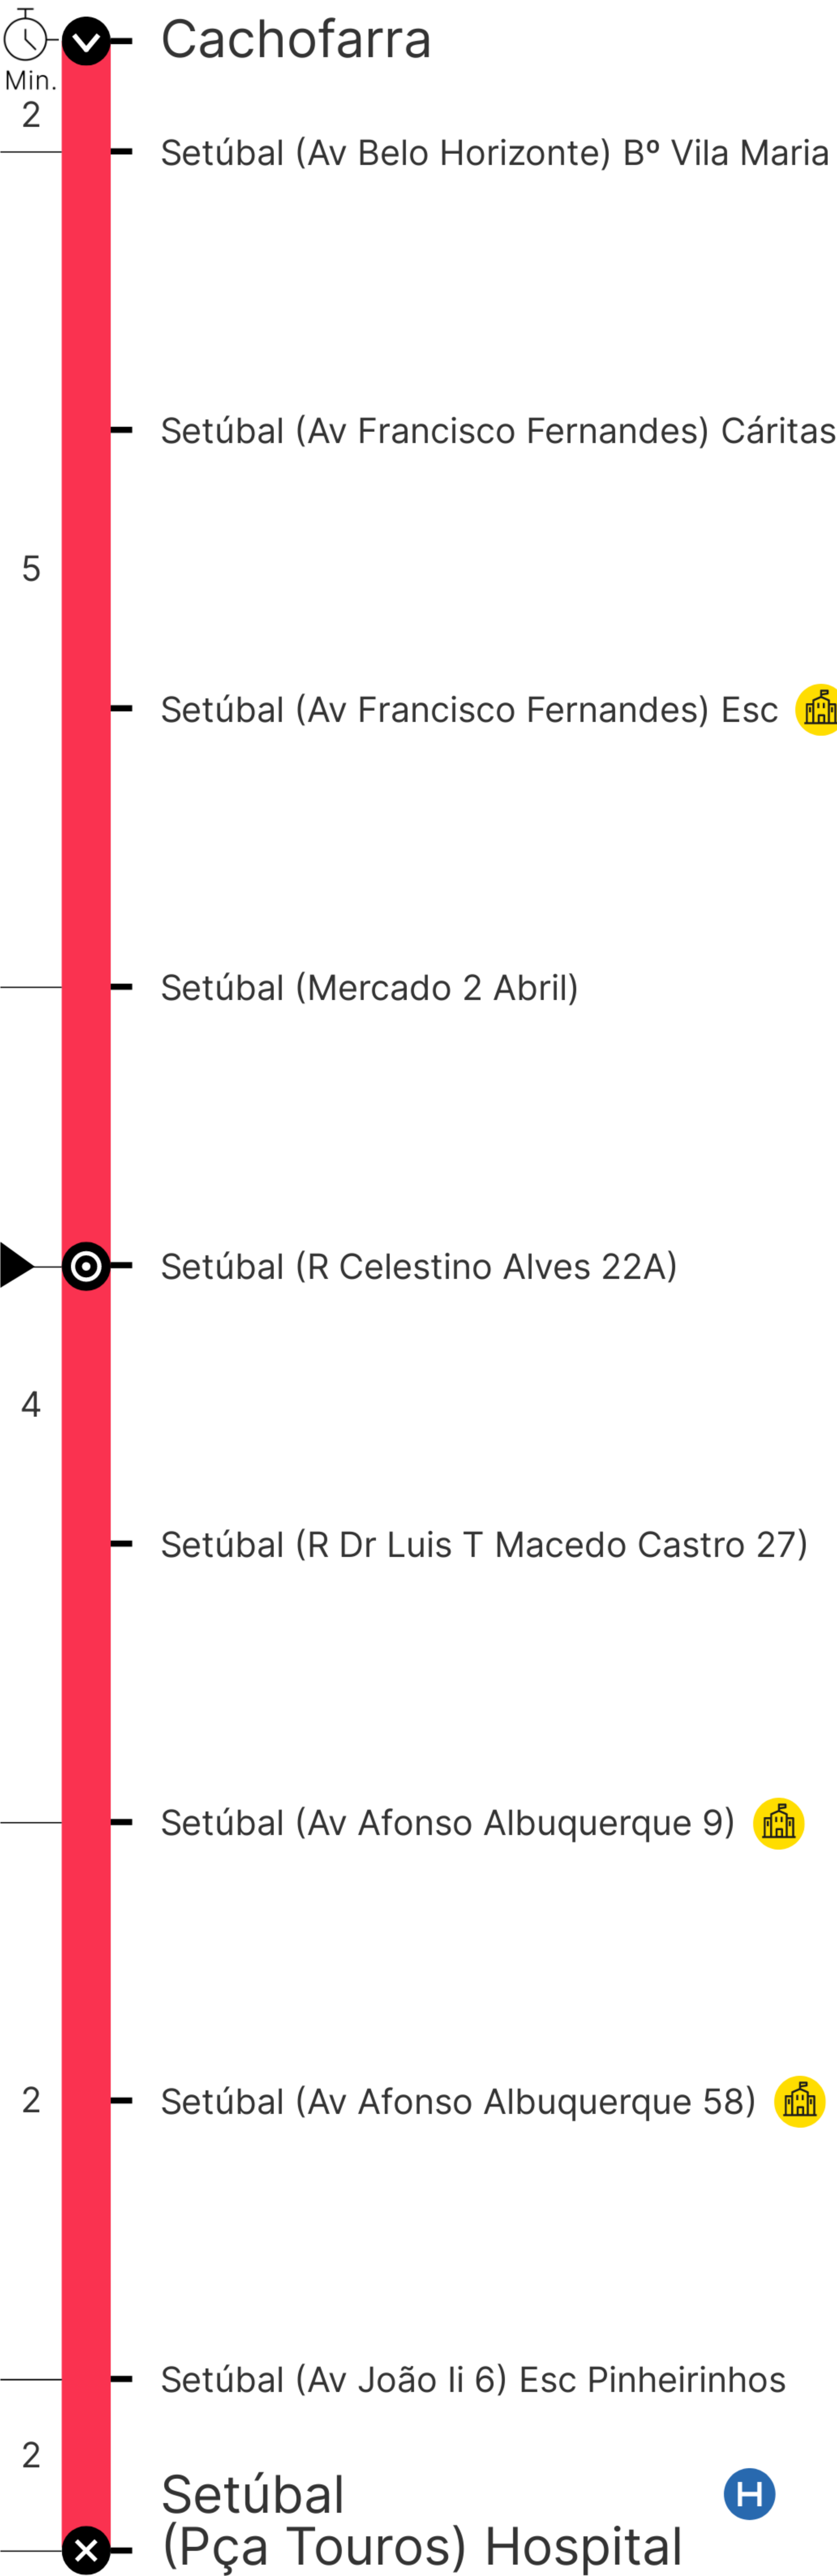 Cachofarra
Min.
2
Setúbal (Av Belo Horizonte) Bº Vila Maria
Setúbal (Av Francisco Fernandes) Cáritas
5
Setúbal (Av Francisco Fernandes) Esc
Setúbal (Mercado 2 Abril)
Setúbal (R Celestino Alves 22A)
4
Setúbal (R Dr Luis T Macedo Castro 27)
Setúbal (Av Afonso Albuquerque 9)
2
Setúbal (Av Afonso Albuquerque 58)
Setúbal (Av João Ii 6) Esc Pinheirinhos
2
Setúbal
H
(Pça Touros) Hospital